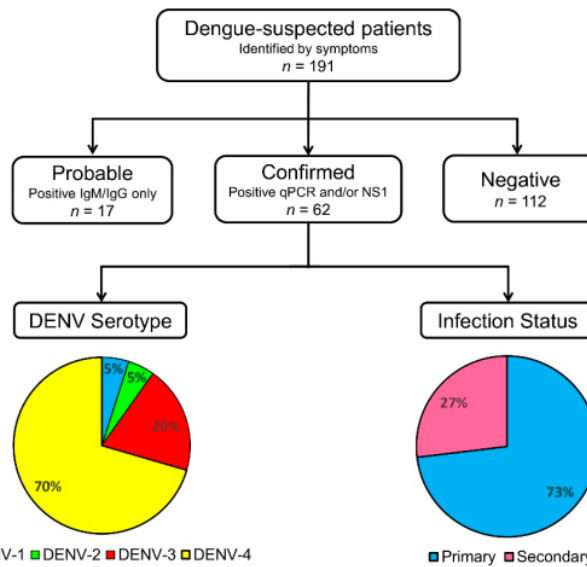 Dengue-suspected patients
Identified by symptoms
n = 191
Probable
Positive IgM/IgG only
n = 17
Confirmed
Positive qPCR and/or NS1
n = 62
Negative
n = 112
DENV Serotype
Infection Status
5%
5%
20%
70%
27%
73%
NV-1 DENV-2 DENV-3 DENV-4
Primary Secondary